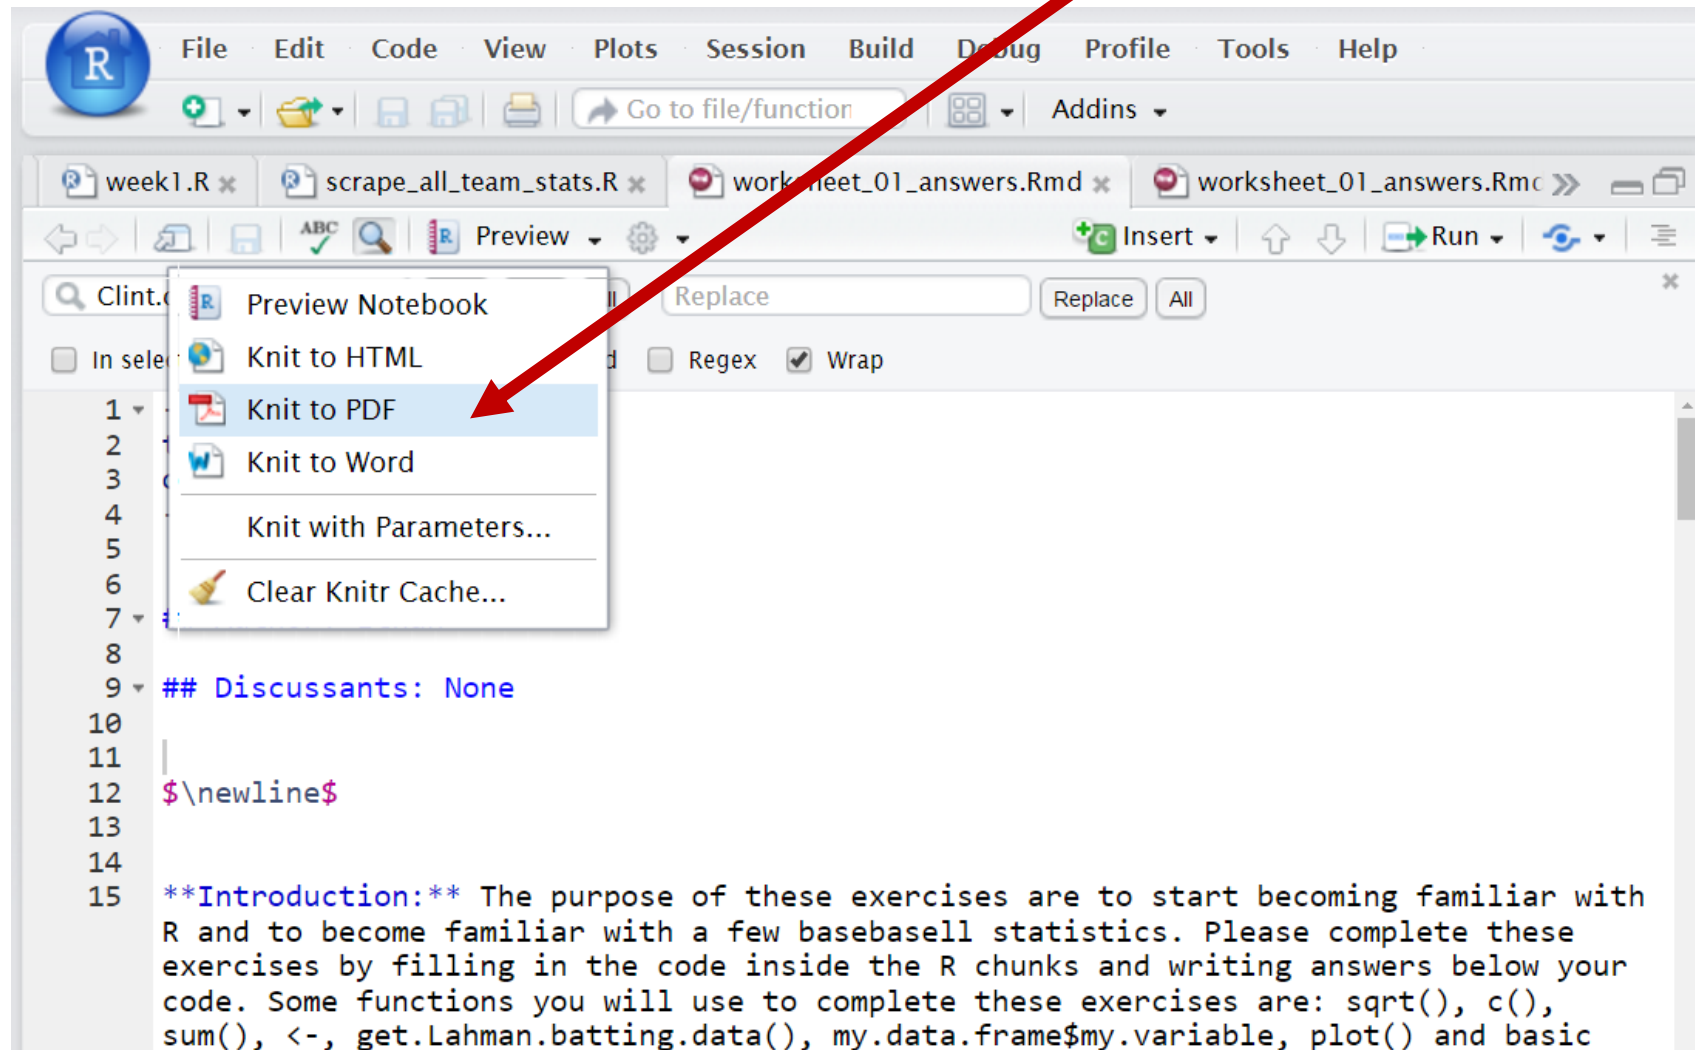 R File Edit Code View Plots Session Build Debug Profile Tools Help
Go to file/function Addins
week1.R scrape_all_team_stats.R worksheet_01_answers.Rmd worksheet_01_answers.Rmd
ABC Preview Insert Run
Clint. Replace Replace All
In sele Regex Wrap
Preview Notebook
Knit to HTML
Knit to PDF
Knit to Word
Knit with Parameters...
Clear Knitr Cache...
1
2
3
4
5
6
7
8
9 ## Discussants: None
10
11
12 $\newline$
13
14
15 **Introduction:** The purpose of these exercises are to start becoming familiar with
R and to become familiar with a few basebasell statistics. Please complete these
exercises by filling in the code inside the R chunks and writing answers below your
code. Some functions you will use to complete these exercises are: sqrt(), c(),
sum(), <-, get.Lahman.batting.data(), my.data.frame$my.variable, plot() and basic